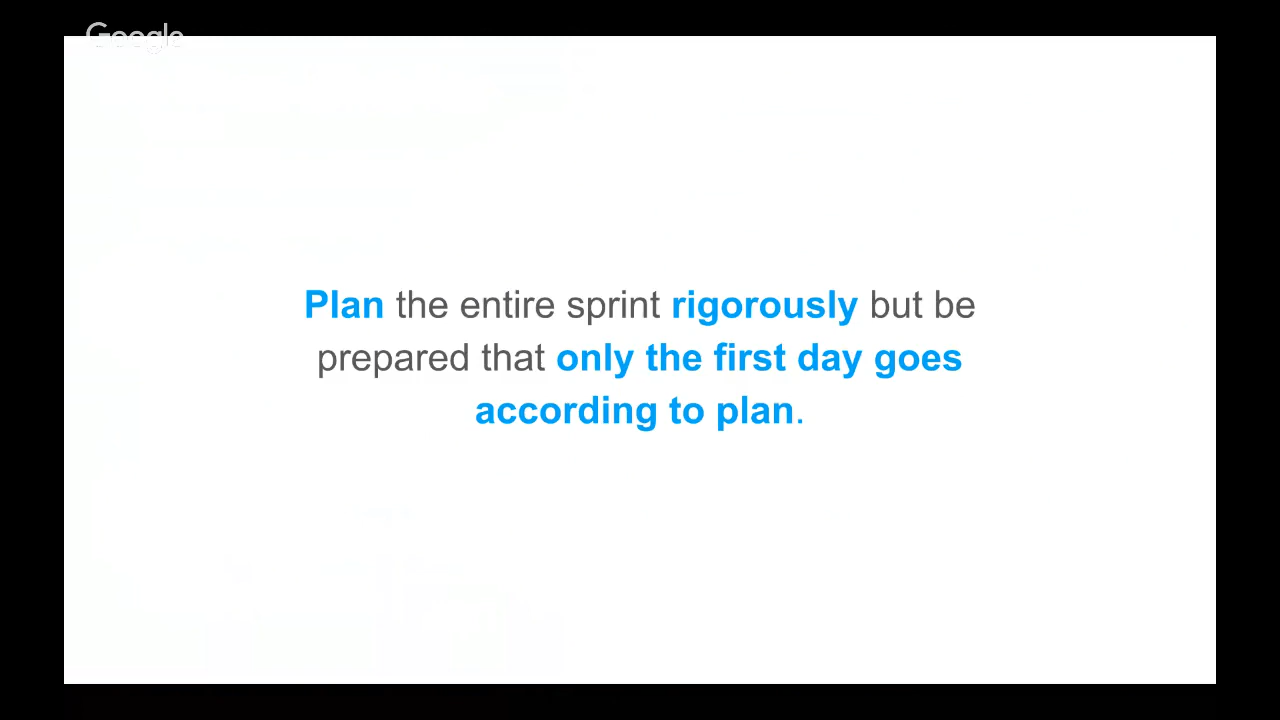 Google
Plan the entire sprint rigorously but be
prepared that only the first day goes
according to plan.